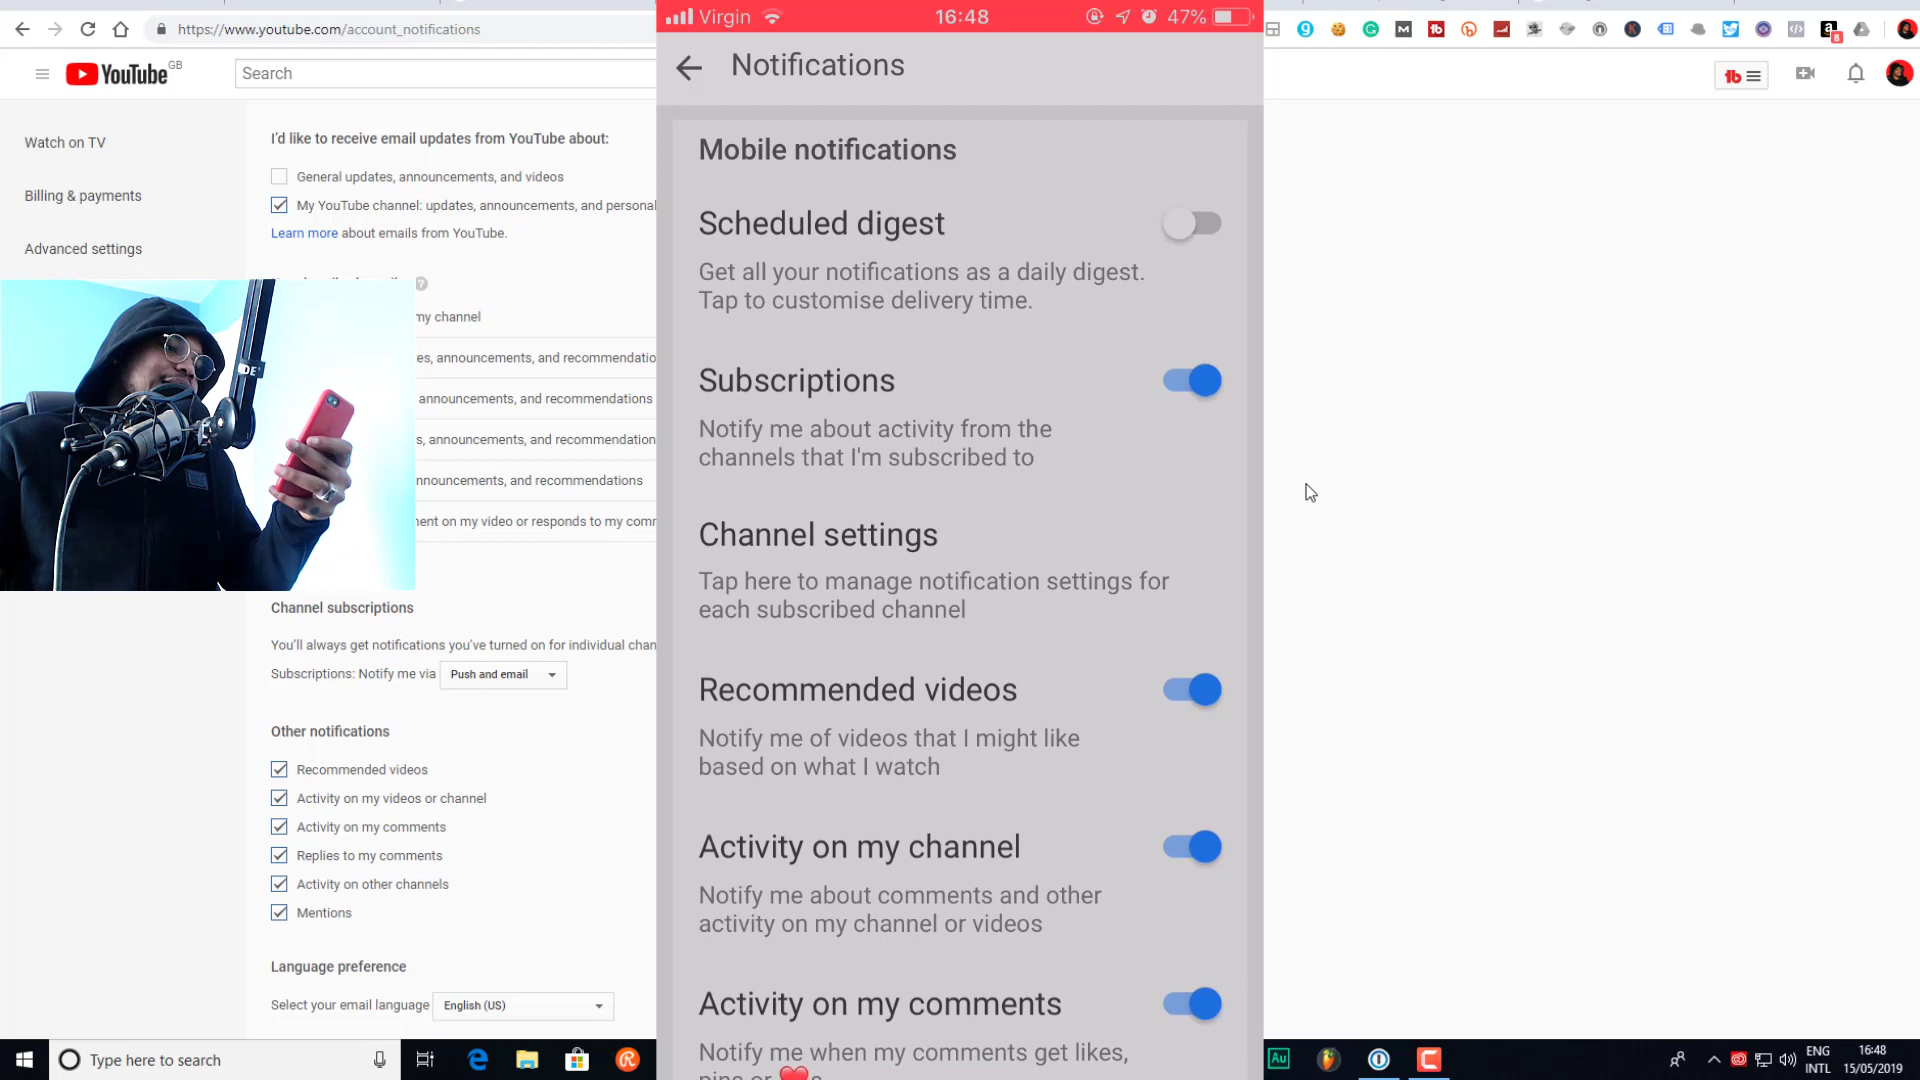 https://www.youtube.com/account_notifications
YouTube GB
Search
Watch on TV
Billing & payments
Advanced settings
I'd like to receive email updates from YouTube about:
General updates, announcements, and videos
My YouTube channel: updates, announcements, and personal
Learn more about emails from YouTube.
my channel
es, announcements, and recommendatio
announcements, and recommendations
s, announcements, and recommendation
nnouncements, and recommendations
ent on my video or responds to my comm
Channel subscriptions
You'll always get notifications you've turned on for individual chan
Subscriptions: Notify me via Push and email
Other notifications
Recommended videos
Activity on my videos or channel
Activity on my comments
Replies to my comments
Activity on other channels
Mentions
Language preference
Select your email language English (US)
Virgin 16:48 47%
Notifications
Mobile notifications
Scheduled digest
Get all your notifications as a daily digest.
Tap to customise delivery time.
Subscriptions
Notify me about activity from the
channels that I'm subscribed to
Channel settings
Tap here to manage notification settings for
each subscribed channel
Recommended videos
Notify me of videos that I might like
based on what I watch
Activity on my channel
Notify me about comments and other
activity on my channel or videos
Activity on my comments
Notify me when my comments get likes,
pins or ❤s
Type here to search
Au
ENG
INTL
16:48
15/05/2019